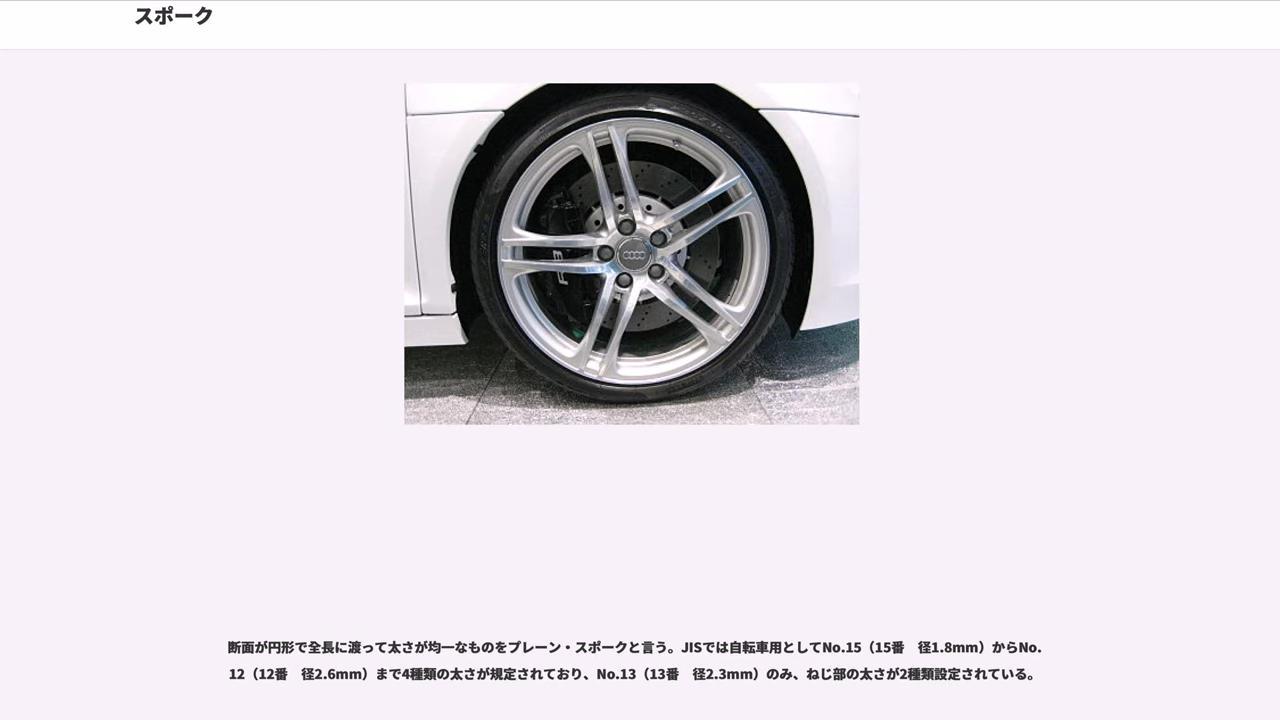 スポーク
R8
断面が円形で全長に渡って太さが均一なものをプレーン・スポークと言う。JISでは自転車用としてNo.15（15番　径1.8mm）からNo.
12（12番　径2.6mm）まで4種類の太さが規定されており、No.13（13番　径2.3mm）のみ、ねじ部の太さが2種類設定されている。